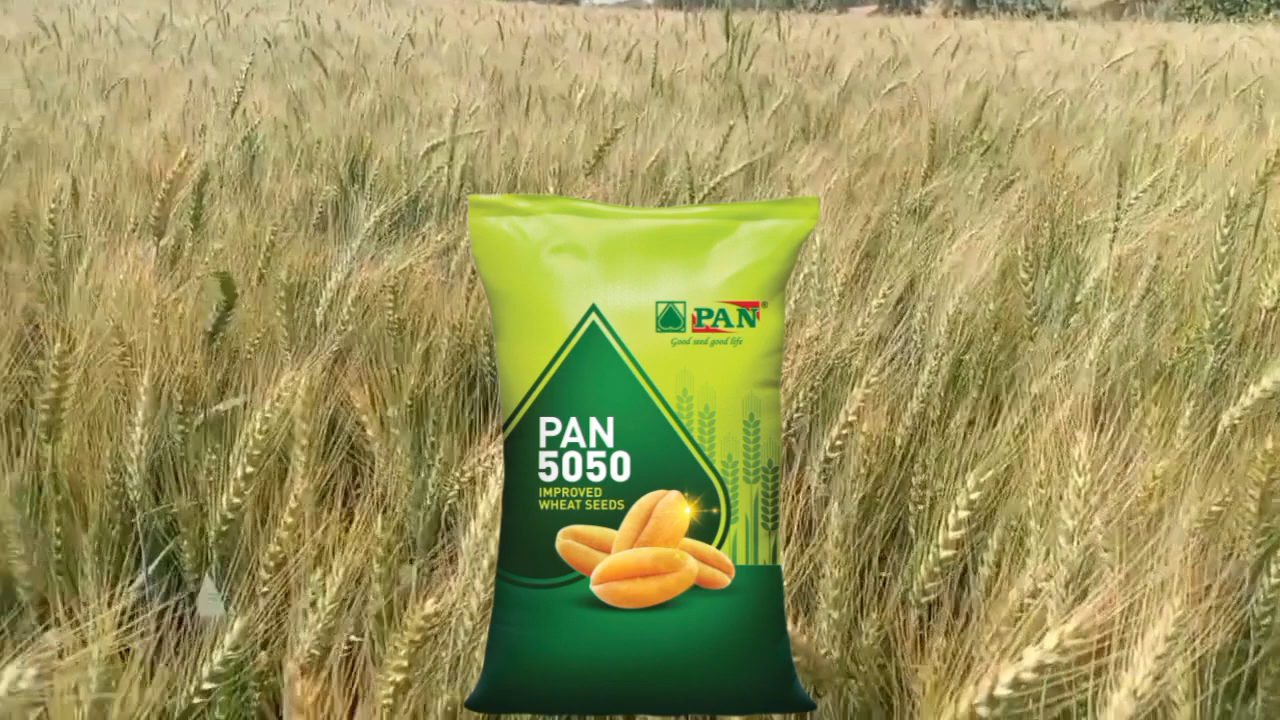 PAN®
Good seed good life
PAN
5050
IMPROVED
WHEAT SEEDS